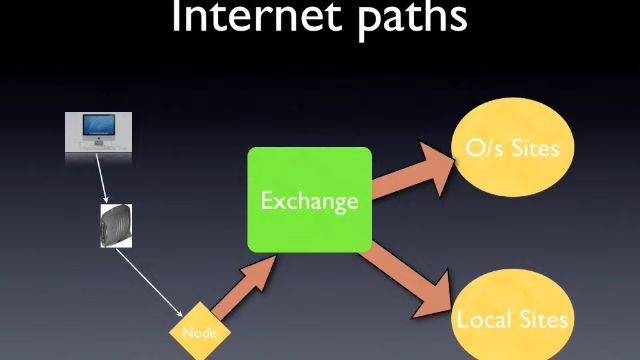 Internet paths
O/s Sites
Exchange
Local Sites
Node